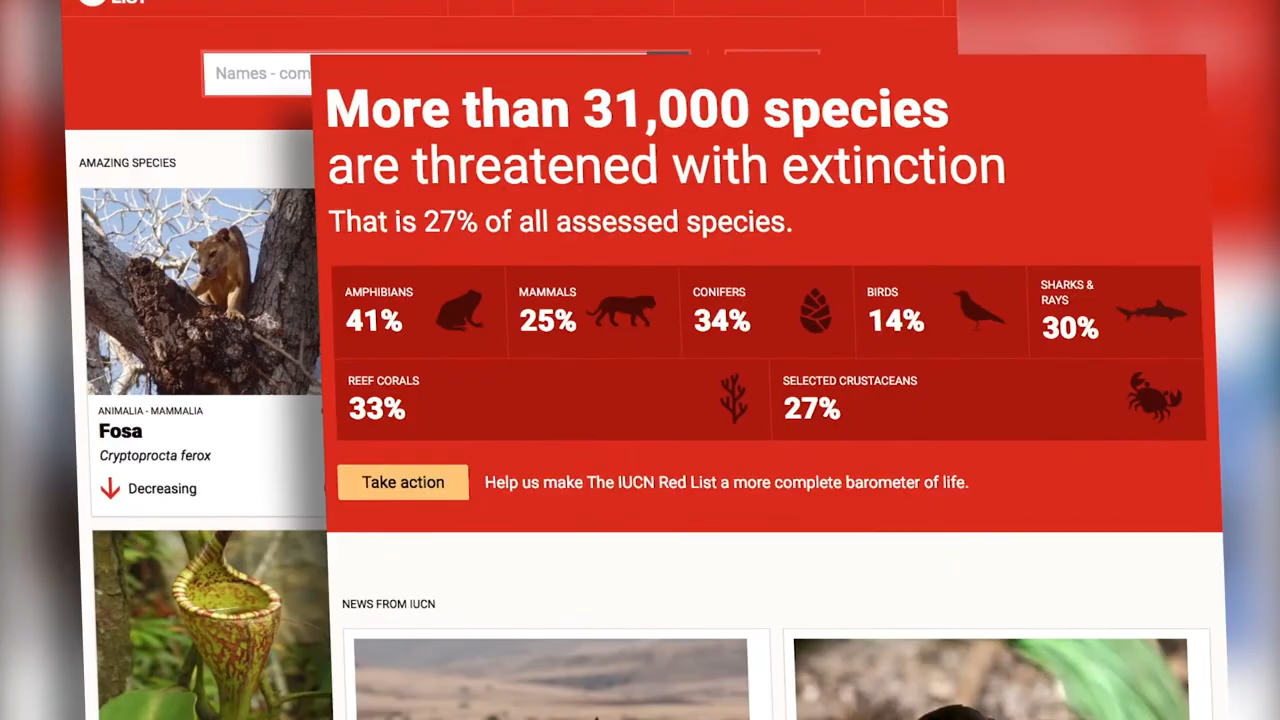 LIST
Names - com
More than 31,000 species
are threatened with extinction
That is 27% of all assessed species.
AMAZING SPECIES
AMPHIBIANS
41%
MAMMALS
25%
CONIFERS
34%
BIRDS
14%
SHARKS &
RAYS
30%
REEF CORALS
33%
SELECTED CRUSTACEANS
27%
ANIMALIA - MAMMALIA
Fosa
Cryptoprocta ferox
Decreasing
Take action
Help us make The IUCN Red List a more complete barometer of life.
NEWS FROM IUCN